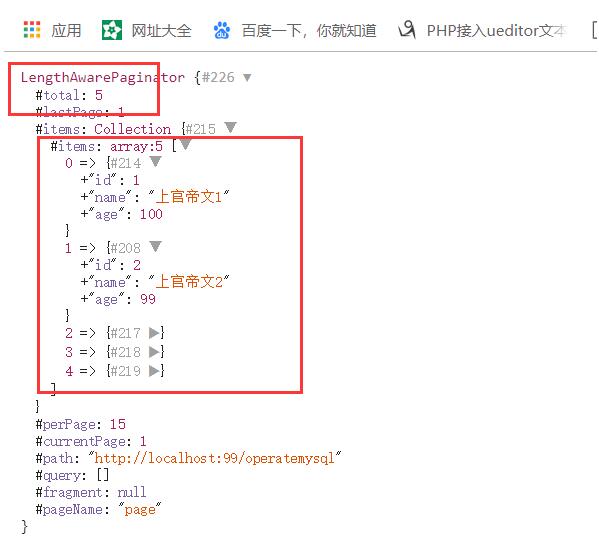 应用 网址大全 百度一下，你就知道 PHP接入ueditor文本
LengthAwarePaginator {#226 ▼
#total: 5
#lastPage: 1
#items: Collection {#215 ▼
#items: array:5 [▼
0 => {#214 ▼
+"id": 1
+"name": "上官帝文1"
+"age": 100
}
1 => {#208 ▼
+"id": 2
+"name": "上官帝文2"
+"age": 99
}
2 => {#217 ▶}
3 => {#218 ▶}
4 => {#219 ▶}
]
}
#perPage: 15
#currentPage: 1
#path: "http://localhost:99/operatemysql"
#query: []
#fragment: null
#pageName: "page"
}